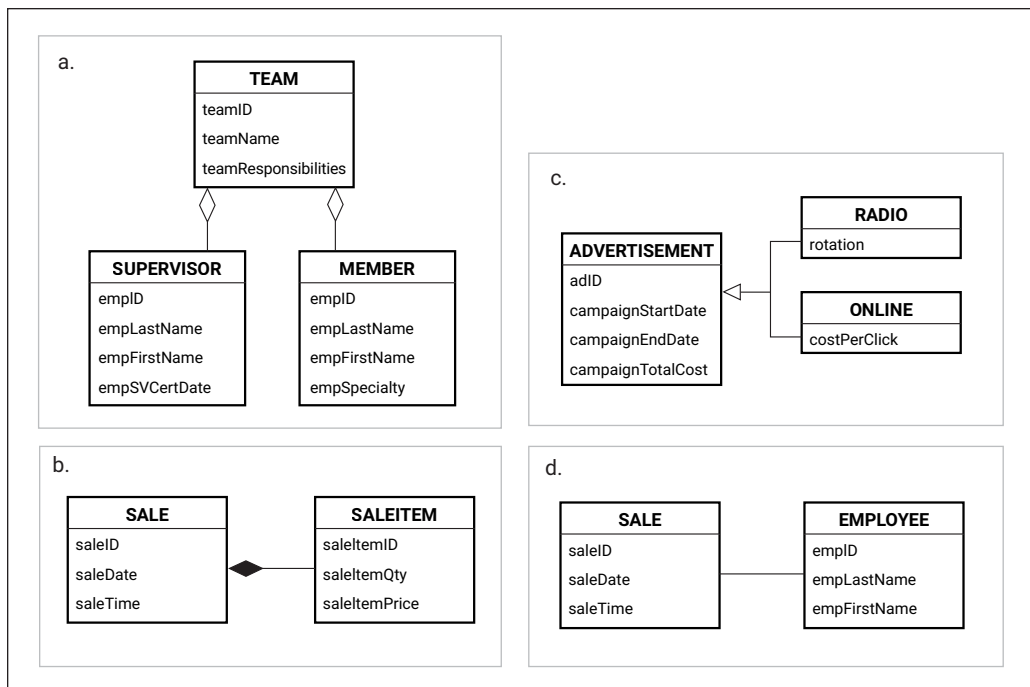 a.
TEAM
teamID
teamName
teamResponsibilities
SUPERVISOR
empID
empLastName
empFirstName
empSVCertDate
MEMBER
empID
empLastName
empFirstName
empSpecialty
b.
SALE
saleID
saleDate
saleTime
SALEITEM
saleItemID
saleItemQty
saleItemPrice
c.
ADVERTISEMENT
adID
campaignStartDate
campaignEndDate
campaignTotalCost
RADIO
rotation
ONLINE
costPerClick
d.
SALE
saleID
saleDate
saleTime
EMPLOYEE
empID
empLastName
empFirstName